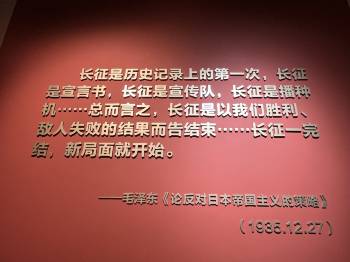 长征是历史记录上的第一次，长征
是宣言书，长征是宣传队，长征是播种
机……总而言之，长征是以我们胜利、
敌人失败的结果而告结束……长征一完
结，新局面就开始。
——毛泽东《论反对日本帝国主义的策略》
（1935.12.27）